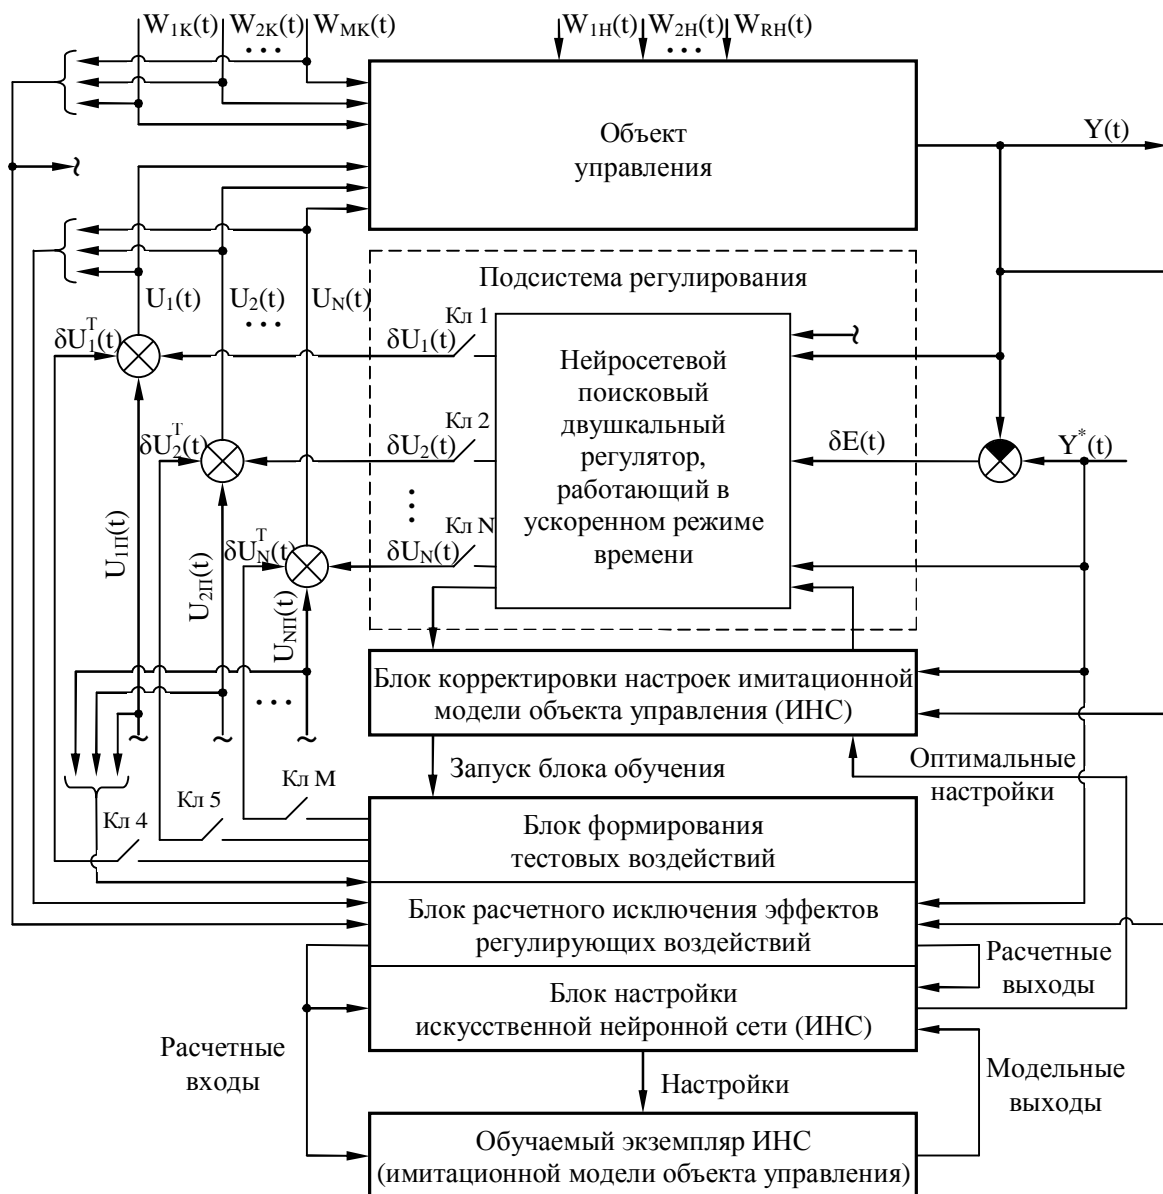 W1K(t) W2K(t) WMK(t) W1H(t) W2H(t) WRH(t)
... ...
Объект
управления
Y(t)
Подсистема регулирования
U1(t) U2(t) UN(t)
...
Кл 1
δU1T(t) δU1(t)
Нейросетевой
поисковый
двушкальный
регулятор,
работающий в
ускоренном режиме
времени
Кл 2
δU2T(t) δU2(t)
δE(t)
Y*(t)
...
Кл N
δUNT(t) δUN(t)
U1П(t)
U2П(t)
UNП(t)
...
Блок корректировки настроек имитационной
модели объекта управления (ИНС)
Запуск блока обучения
Оптимальные
настройки
Кл М
Кл 5
Кл 4
Блок формирования
тестовых воздействий
Блок расчетного исключения эффектов
регулирующих воздействий
Расчетные
выходы
Блок настройки
искусственной нейронной сети (ИНС)
Расчетные
входы
Настройки
Модельные
выходы
Обучаемый экземпляр ИНС
(имитационной модели объекта управления)